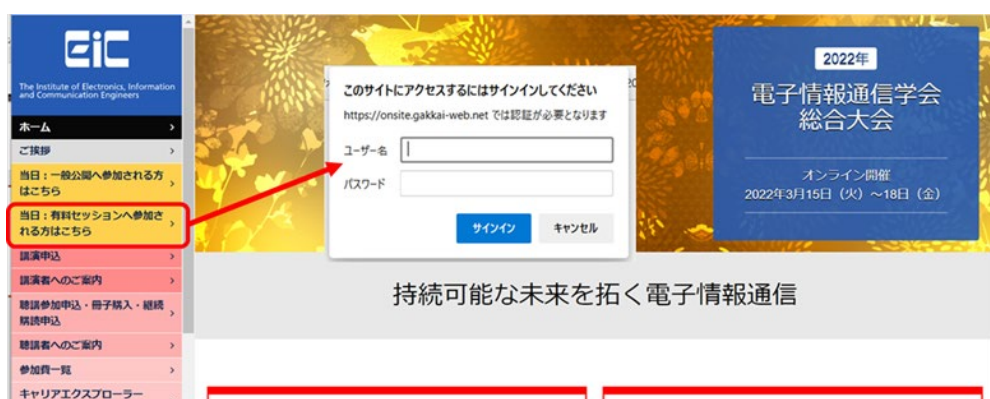 EiC
The Institute of Electronics, Information
and Communication Engineers
ホーム
ご挨拶
当日：一般公開へ参加される方
はこちら
当日：有料セッションへ参加さ
れる方はこちら
講演申込
講演者へのご案内
聴講参加申込・冊子購入・継続
購読申込
聴講者へのご案内
参加費一覧
キャリアエクスプローラー
このサイトにアクセスするにはサインインしてください
https://onsite.gakkai-web.net では認証が必要となります
ユーザー名
パスワード
サインイン
キャンセル
2022年
電子情報通信学会
総合大会
オンライン開催
2022年3月15日（火）～18日（金）
持続可能な未来を拓く電子情報通信